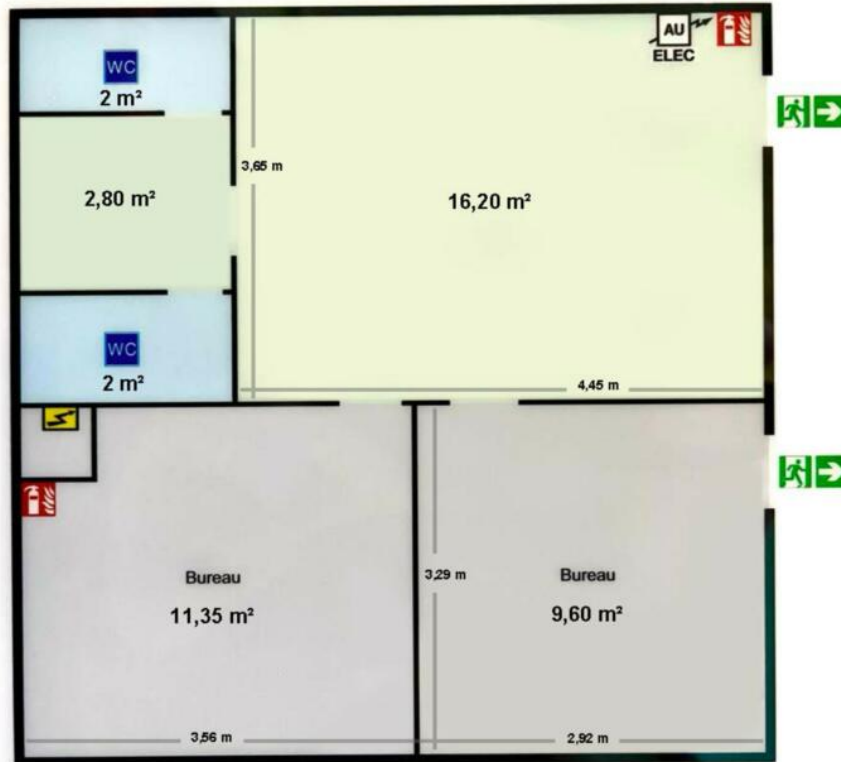 WC
2 m²
AU
ELEC
3,65 m
2,80 m²
16,20 m²
WC
2 m²
4,45 m
Bureau
11,35 m²
3,29 m
Bureau
9,60 m²
3,56 m
2,92 m